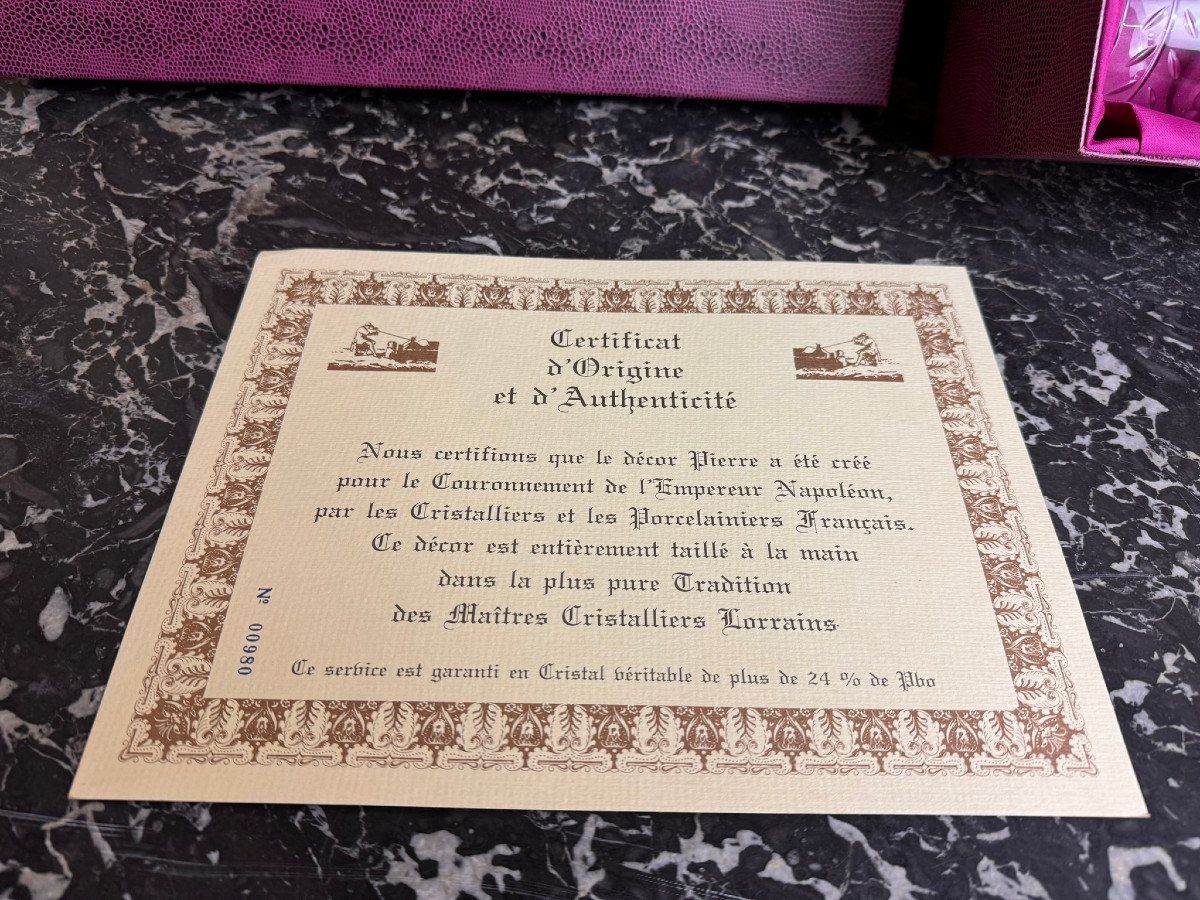 Certificat
d'Origine
et d'Authenticité
Nous certifions que le décor Pierre a été créé
pour le Couronnement de l'Empereur Napoléon,
par les Cristalliers et les Porcelainiers Français.
Ce décor est entièrement taillé à la main
dans la plus pure Tradition
des Maîtres Cristalliers Lorrains
Nº 00980
Ce service est garanti en Cristal véritable de plus de 24 % de Pbo